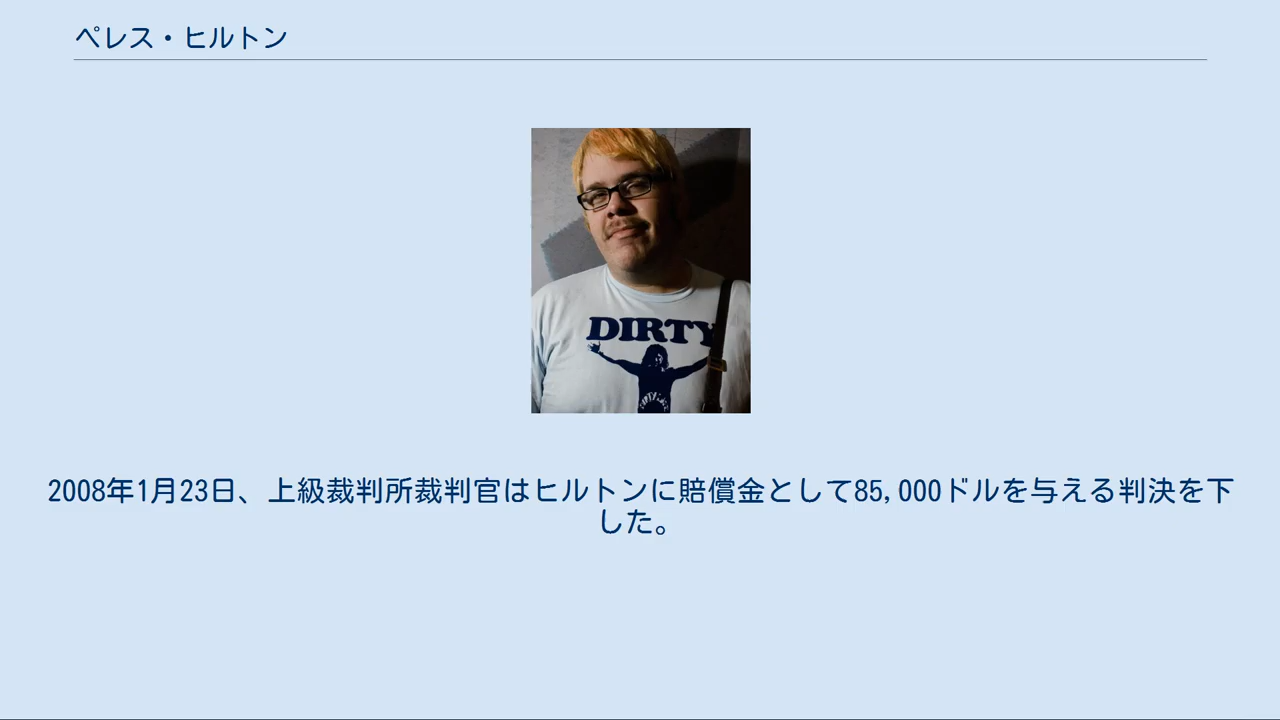 ペレス・ヒルトン
DIRTY
2008年1月23日、上級裁判所裁判官はヒルトンに賠償金として85,000ドルを与える判決を下
した。